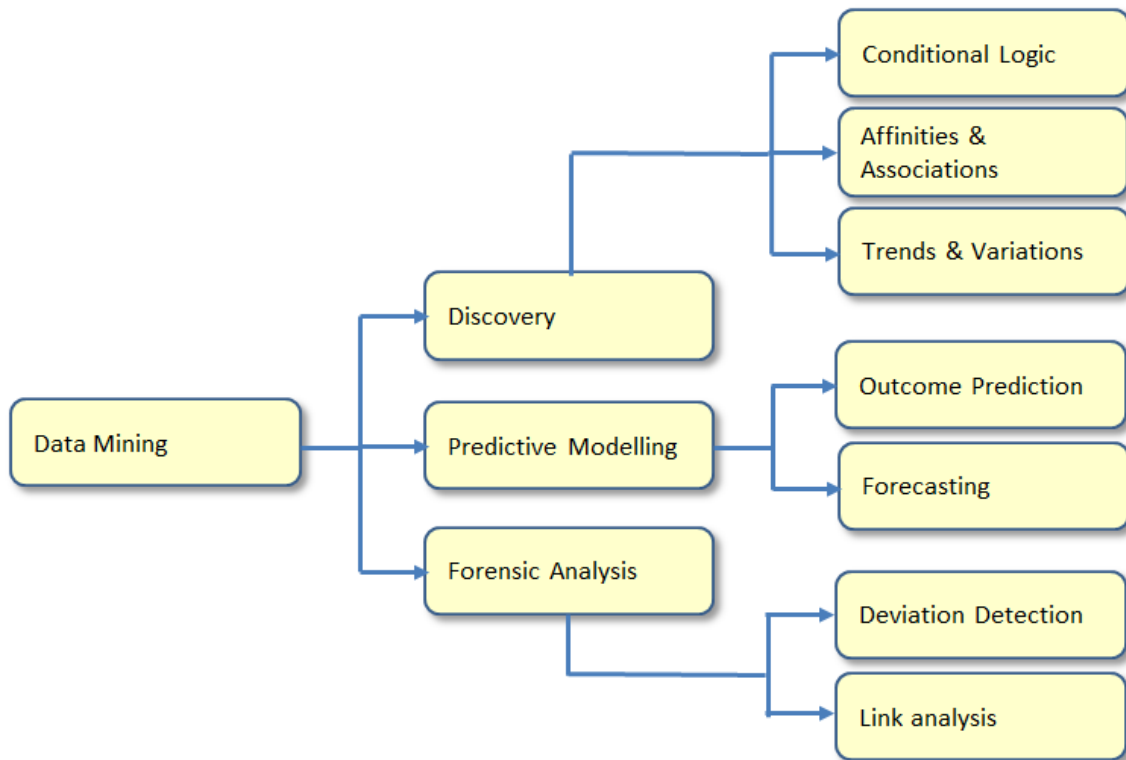 Conditional Logic
Affinities &
Associations
Trends & Variations
Discovery
Outcome Prediction
Data Mining
Predictive Modelling
Forecasting
Forensic Analysis
Deviation Detection
Link analysis